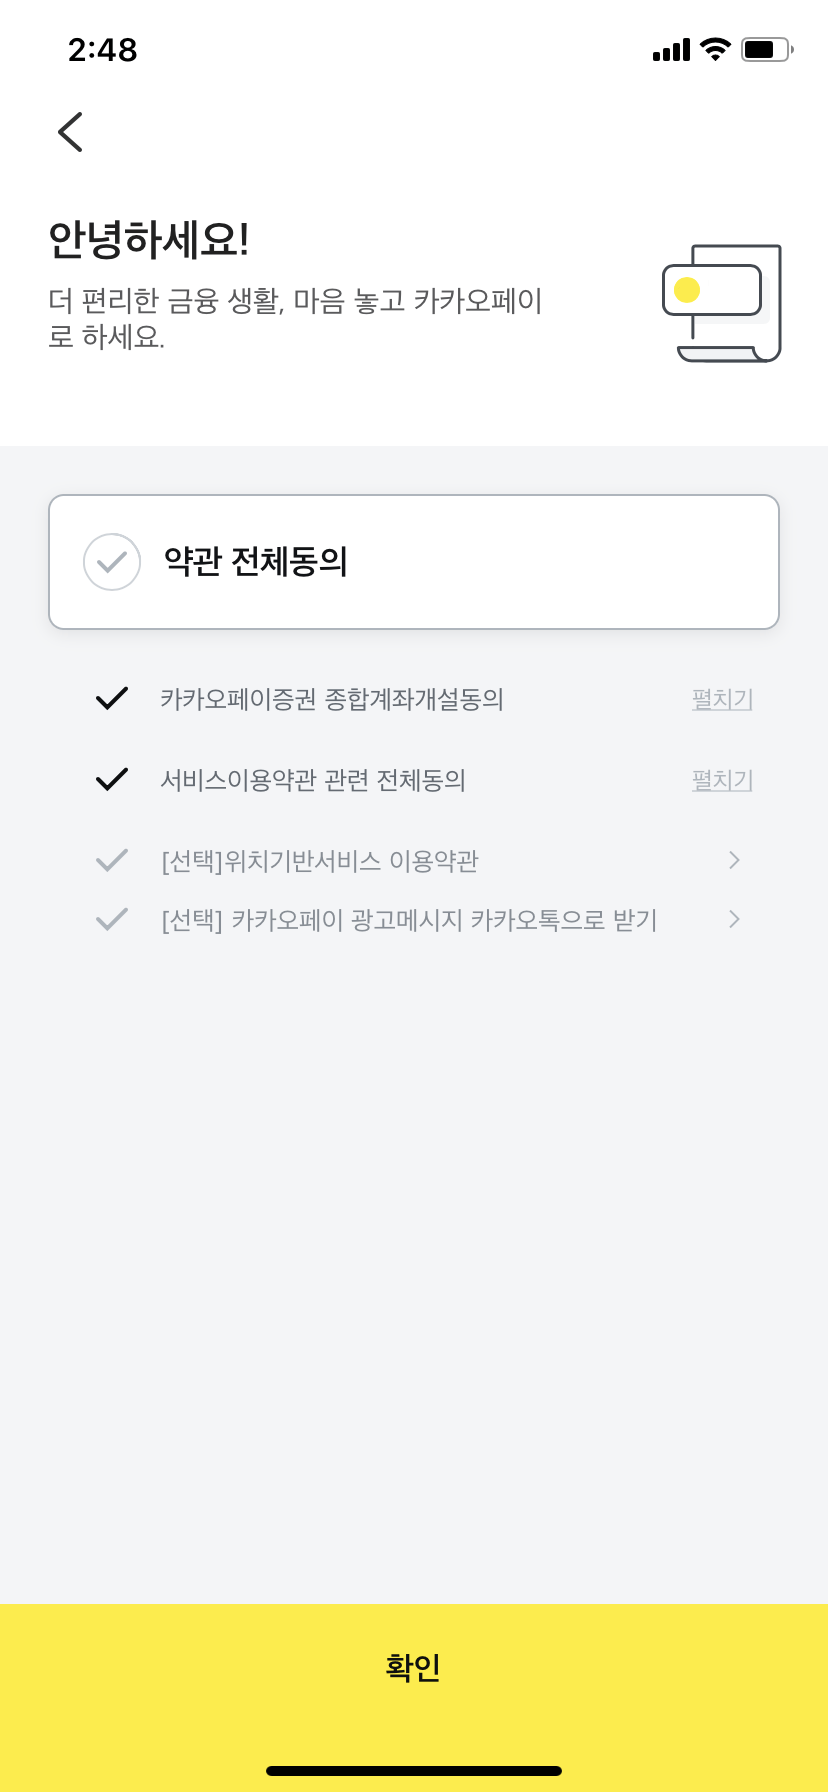 2:48
안녕하세요!
더 편리한 금융 생활, 마음 놓고 카카오페이
로 하세요.
약관 전체동의
카카오페이증권 종합계좌개설동의 펼치기
서비스이용약관 관련 전체동의 펼치기
[선택]위치기반서비스 이용약관
[선택] 카카오페이 광고메시지 카카오톡으로 받기
확인